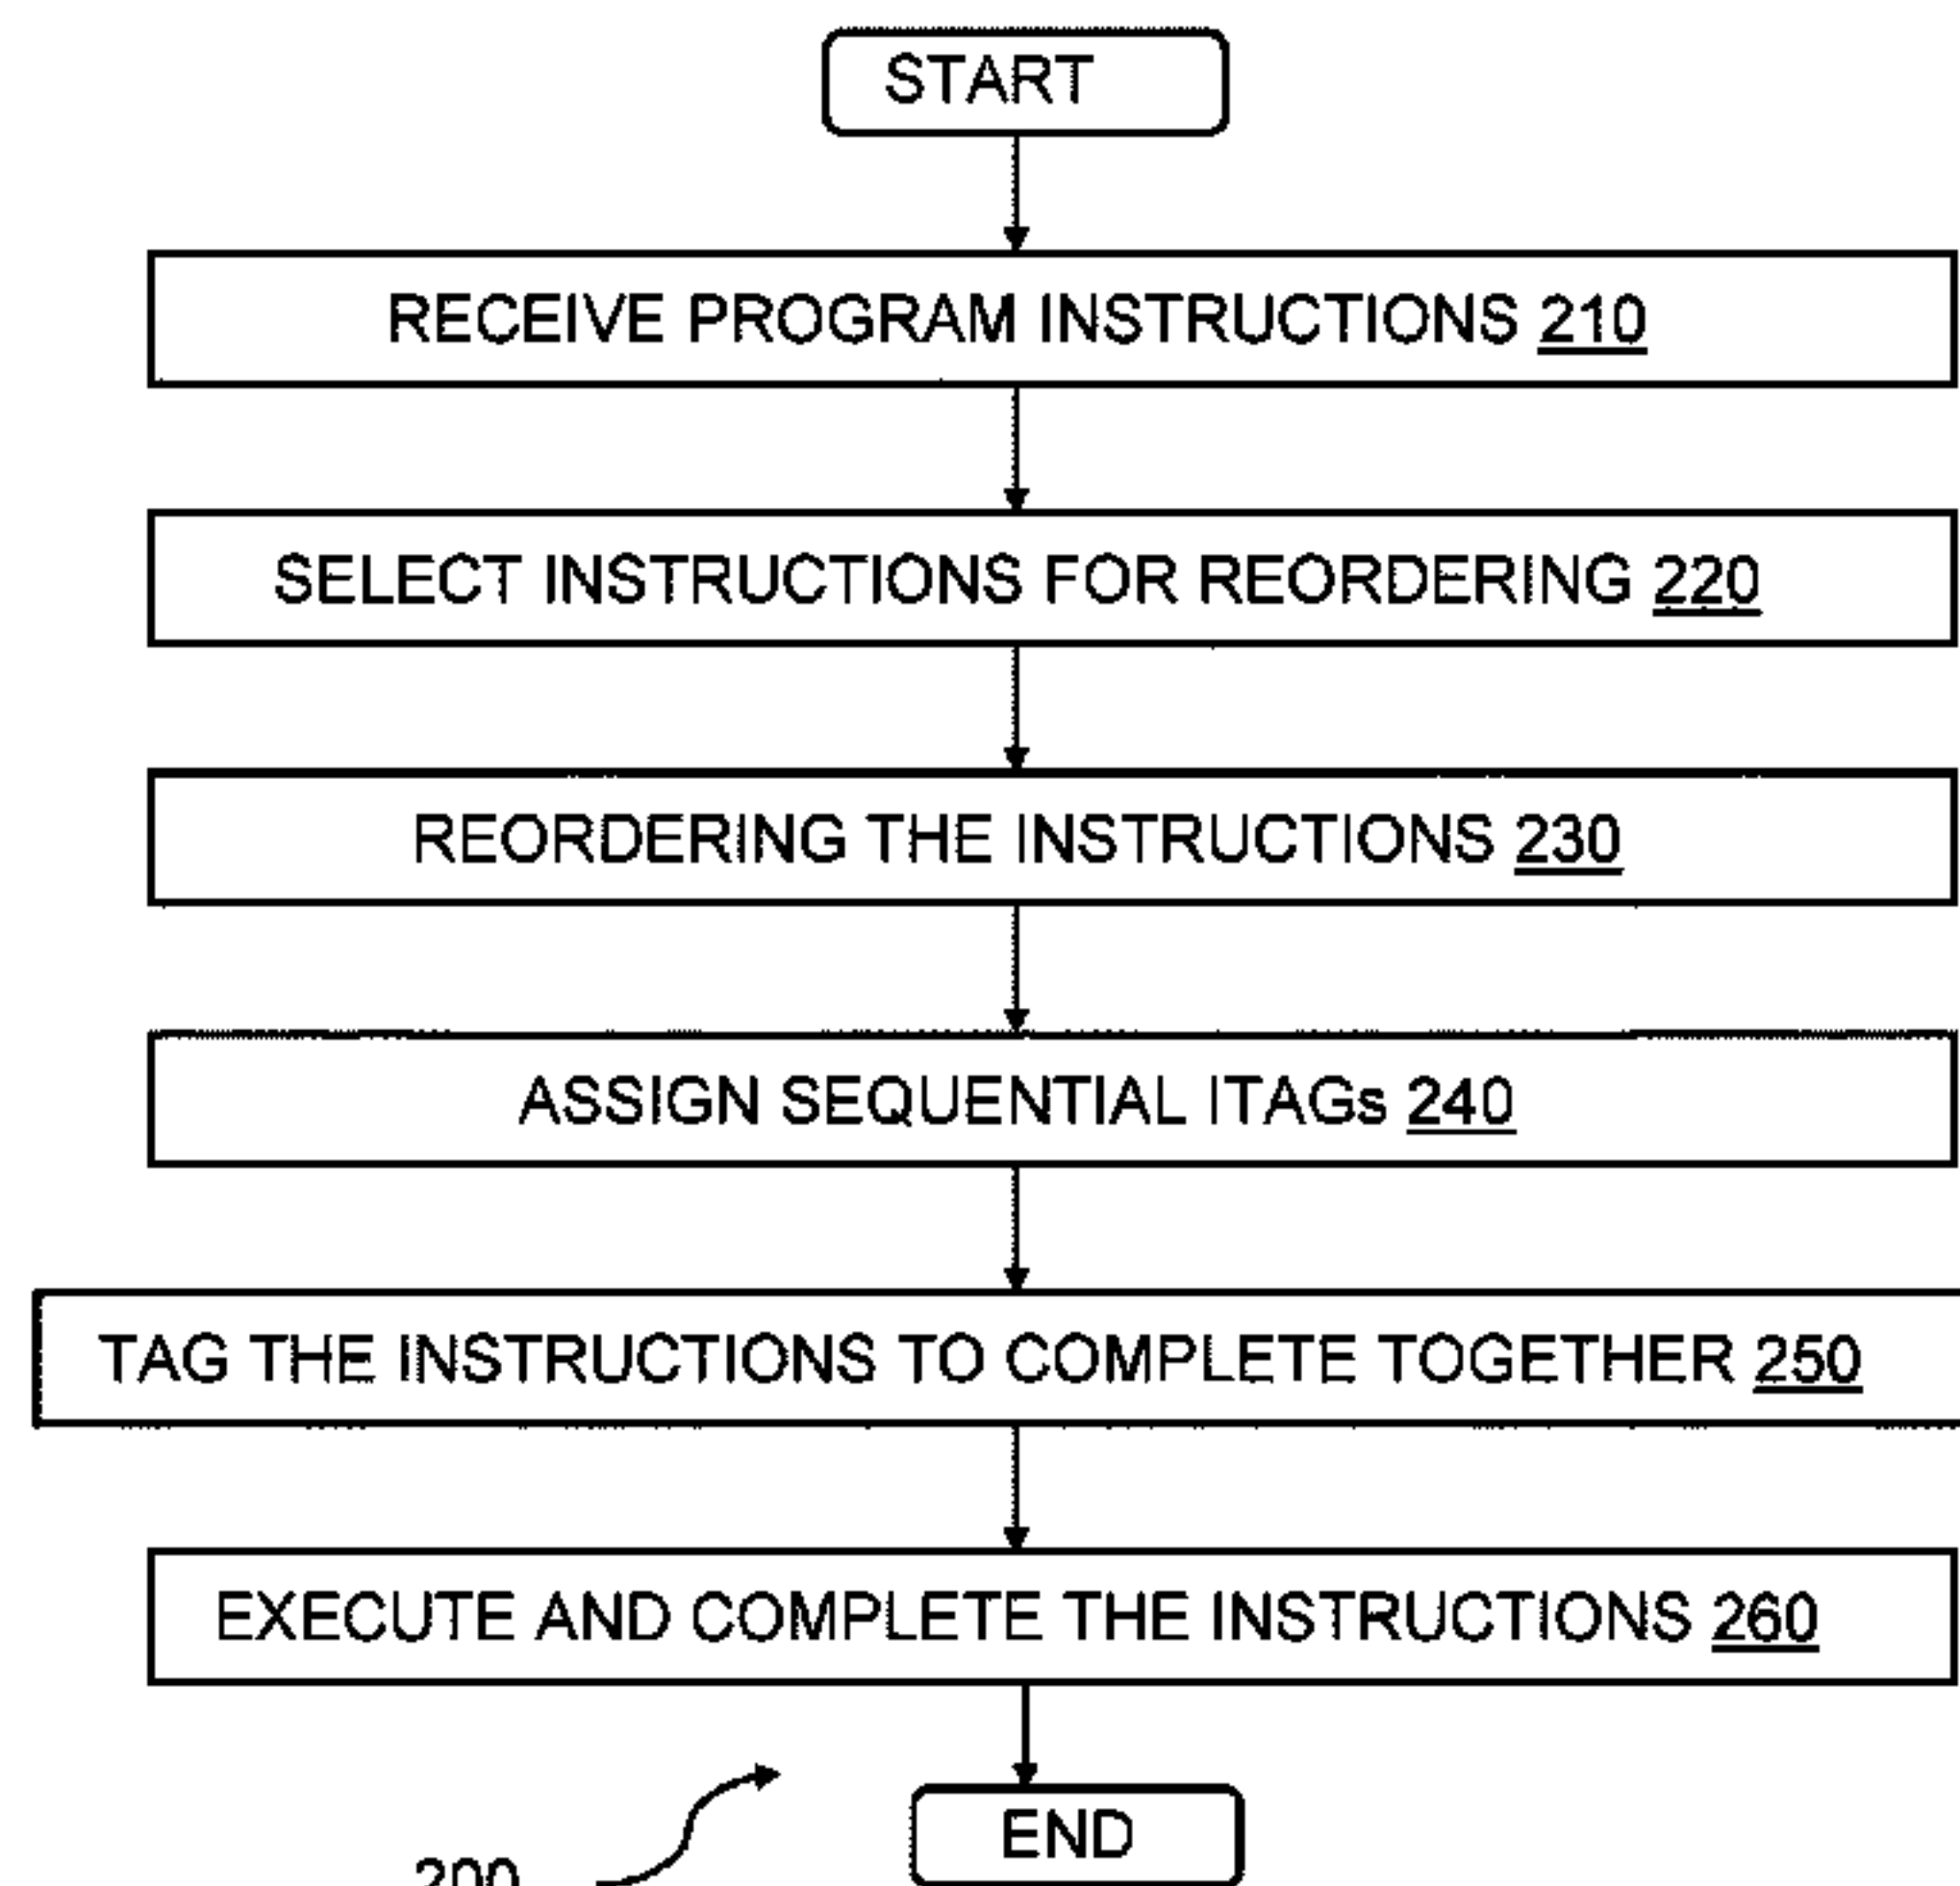 START
RECEIVE PROGRAM INSTRUCTIONS 210
SELECT INSTRUCTIONS FOR REORDERING 220
REORDERING THE INSTRUCTIONS 230
ASSIGN SEQUENTIAL ITAGs 240
TAG THE INSTRUCTIONS TO COMPLETE TOGETHER 250
EXECUTE AND COMPLETE THE INSTRUCTIONS 260
END
200